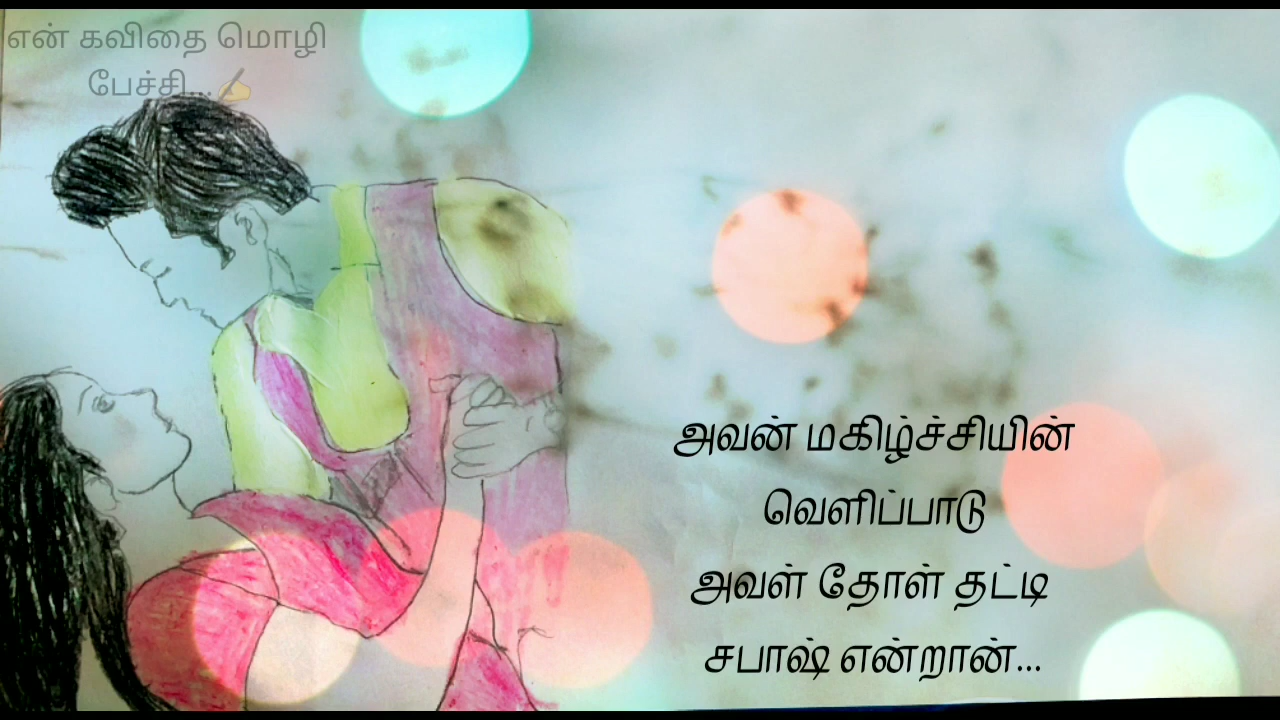 என் கவிதை மொழி
பேச்சி...✍️
அவன் மகிழ்ச்சியின்
வெளிப்பாடு
அவள் தோள் தட்டி
சபாஷ் என்றான்...